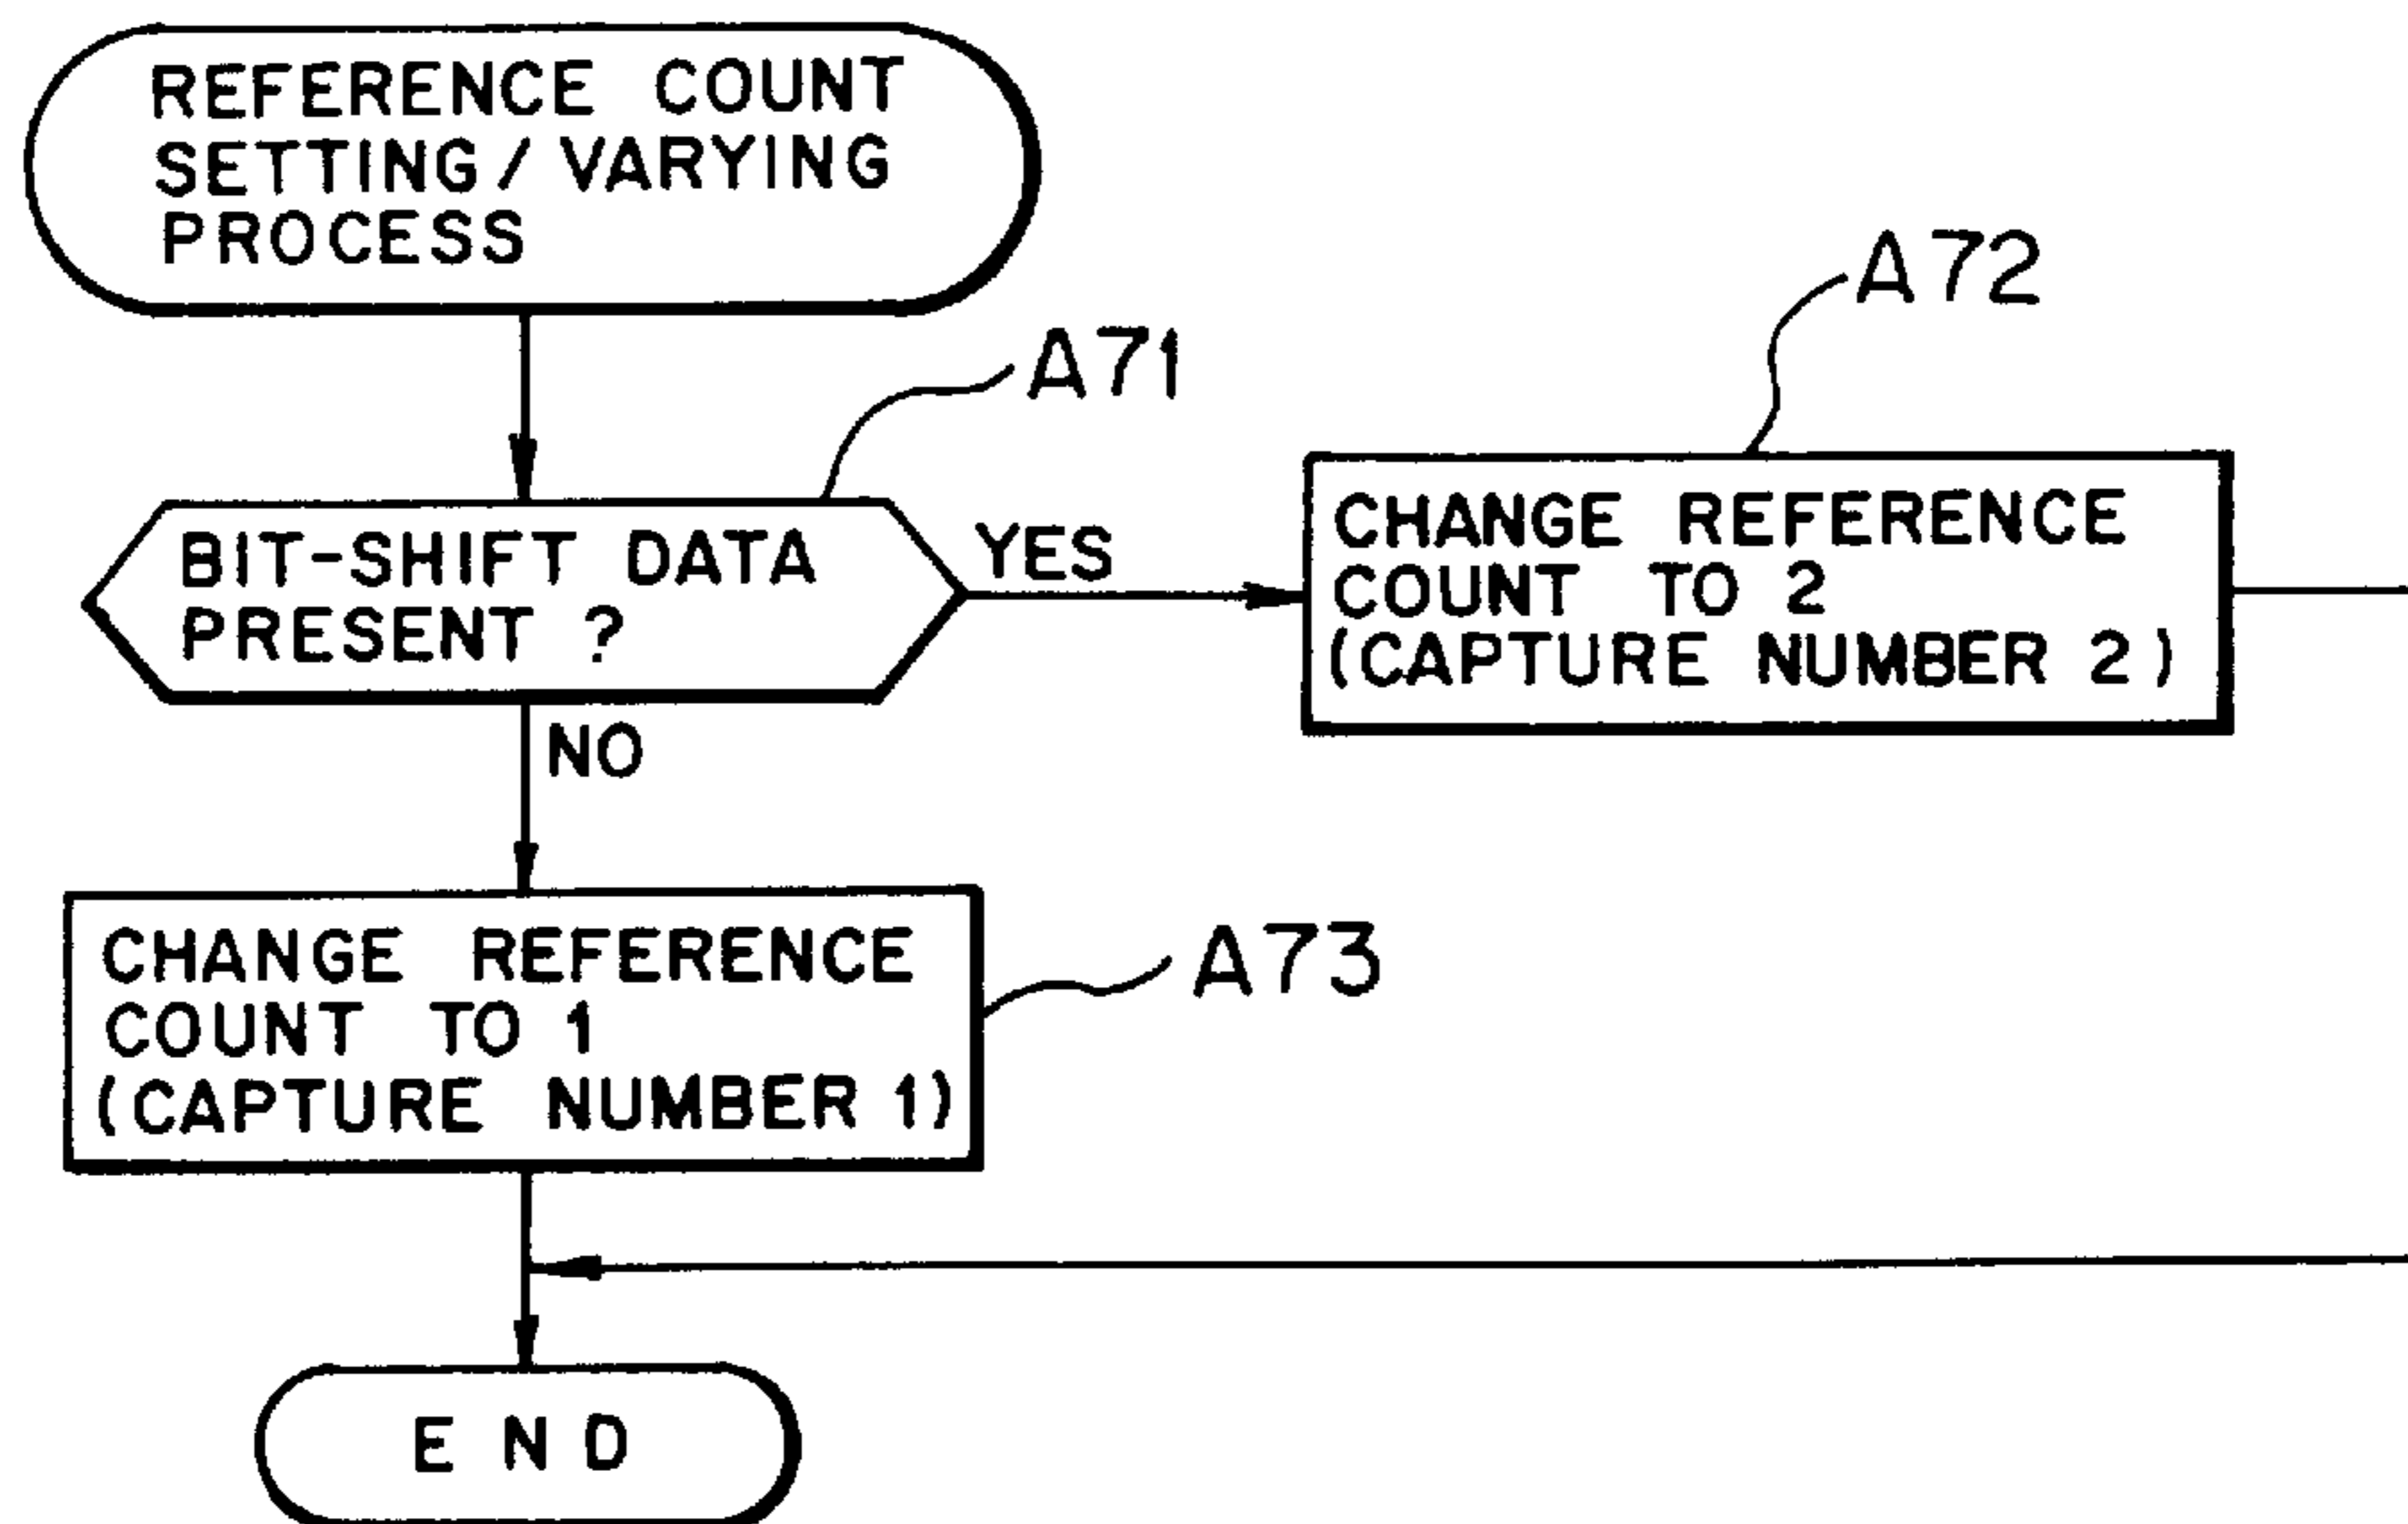 REFERENCE COUNT
SETTING/VARYING
PROCESS
A71
A72
BIT-SHIFT DATA
PRESENT ?
YES
CHANGE REFERENCE
COUNT TO 2
(CAPTURE NUMBER 2)
NO
CHANGE REFERENCE
COUNT TO 1
(CAPTURE NUMBER 1)
A73
END